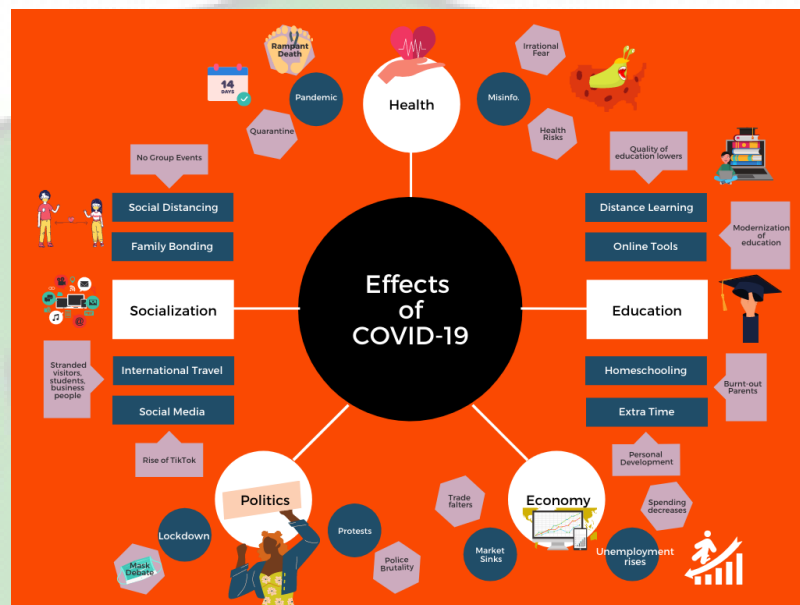 Effects
of
COVID-19
Health
Pandemic
Rampant
Death
14
DAYS
Quarantine
Misinfo.
Irrational
Fear
Health
Risks
Education
Distance Learning
Quality of
education lowers
Online Tools
Modernization
of
education
Homeschooling
Burnt-out
Parents
Extra Time
Personal
Development
Economy
Market
Sinks
Trade
falters
Unemployment
rises
Spending
decreases
Politics
Lockdown
Mask
Debate
Protests
Police
Brutality
Socialization
Social Distancing
No Group Events
Family Bonding
International Travel
Stranded
visitors,
students,
business
people
Social Media
Rise of TikTok